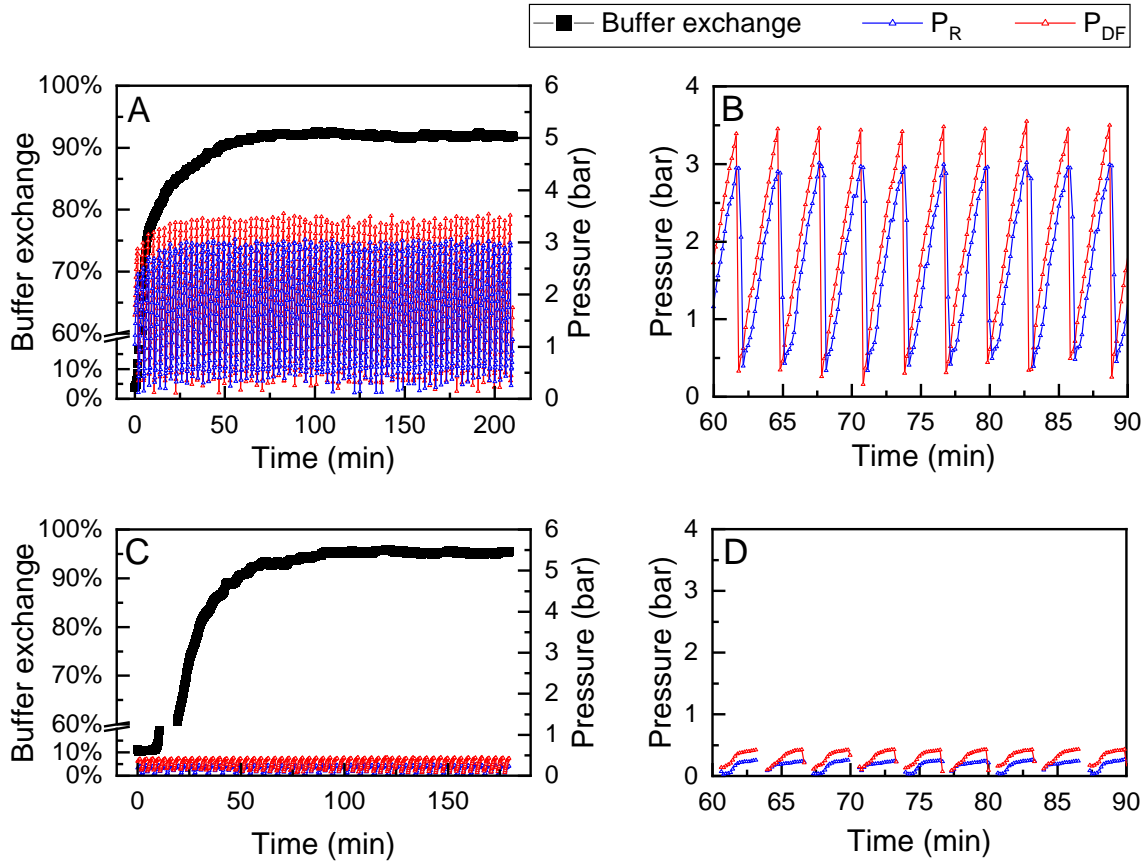 Buffer exchange P_R P_DF
A
Buffer exchange
100%
90%
80%
70%
60%
10%
0%
6
5
4
3
2
1
0
Pressure (bar)
0 50 100 150 200
Time (min)
B
Pressure (bar)
4
3
2
1
0
60 65 70 75 80 85 90
Time (min)
C
Buffer exchange
100%
90%
80%
70%
60%
10%
0%
6
5
4
3
2
1
0
Pressure (bar)
0 50 100 150
Time (min)
D
Pressure (bar)
4
3
2
1
0
60 65 70 75 80 85 90
Time (min)